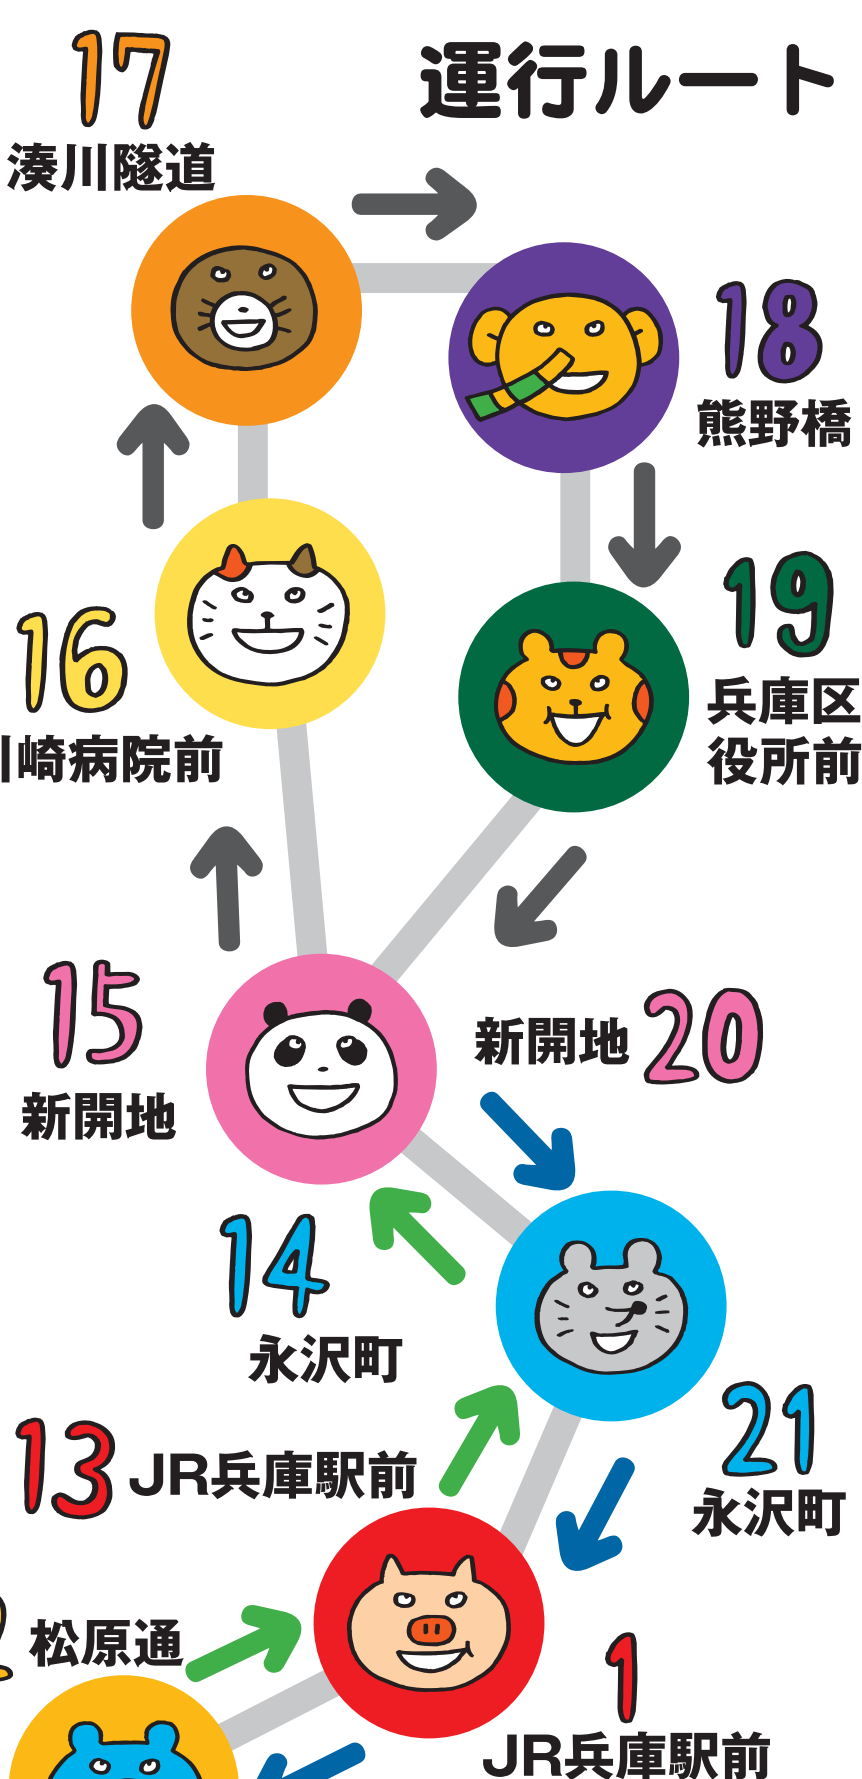 運行ルート
17
湊川隧道
18
熊野橋
16
川崎病院前
19
兵庫区
役所前
15
新開地
新開地 20
14
永沢町
21
永沢町
13 JR兵庫駅前
松原通
1
JR兵庫駅前